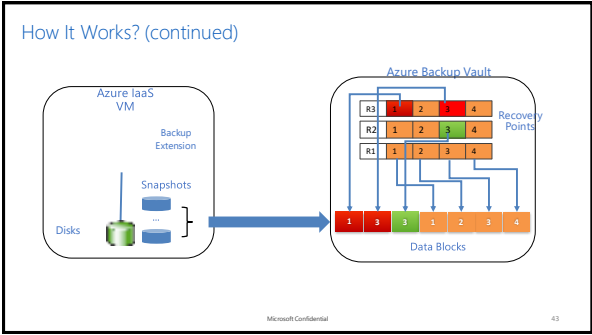 How It Works? (continued)
Azure IaaS
VM
Backup
Extension
Snapshots
...
Disks
Azure Backup Vault
R3 1 2 3 4
R2 1 2 3 4
R1 1 2 3 4
Recovery
Points
1 3 3 1 2 3 4
Data Blocks
Microsoft Confidential
43